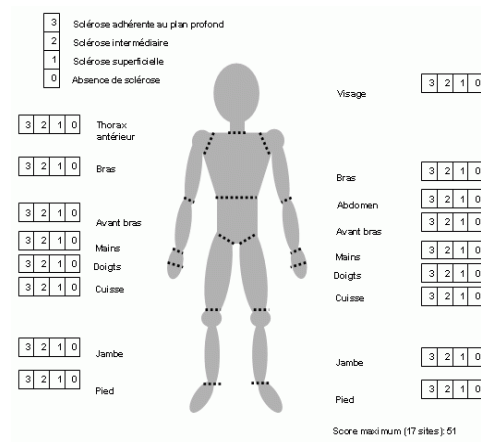 3 Sclérose adhérente au plan profond
2 Sclérose intermédiaire
1 Sclérose superficielle
0 Absence de sclérose
Visage 3 2 1 0
3 2 1 0 Thorax
antérieur
3 2 1 0 Bras
Bras 3 2 1 0
Abdomen 3 2 1 0
3 2 1 0 Avant bras
Avant bras 3 2 1 0
3 2 1 0 Mains
Mains 3 2 1 0
3 2 1 0 Doigts
Doigts 3 2 1 0
3 2 1 0 Cuisse
Cuisse 3 2 1 0
3 2 1 0 Jambe
Jambe 3 2 1 0
3 2 1 0 Pied
Pied 3 2 1 0
Score maximum (17 sites): 51